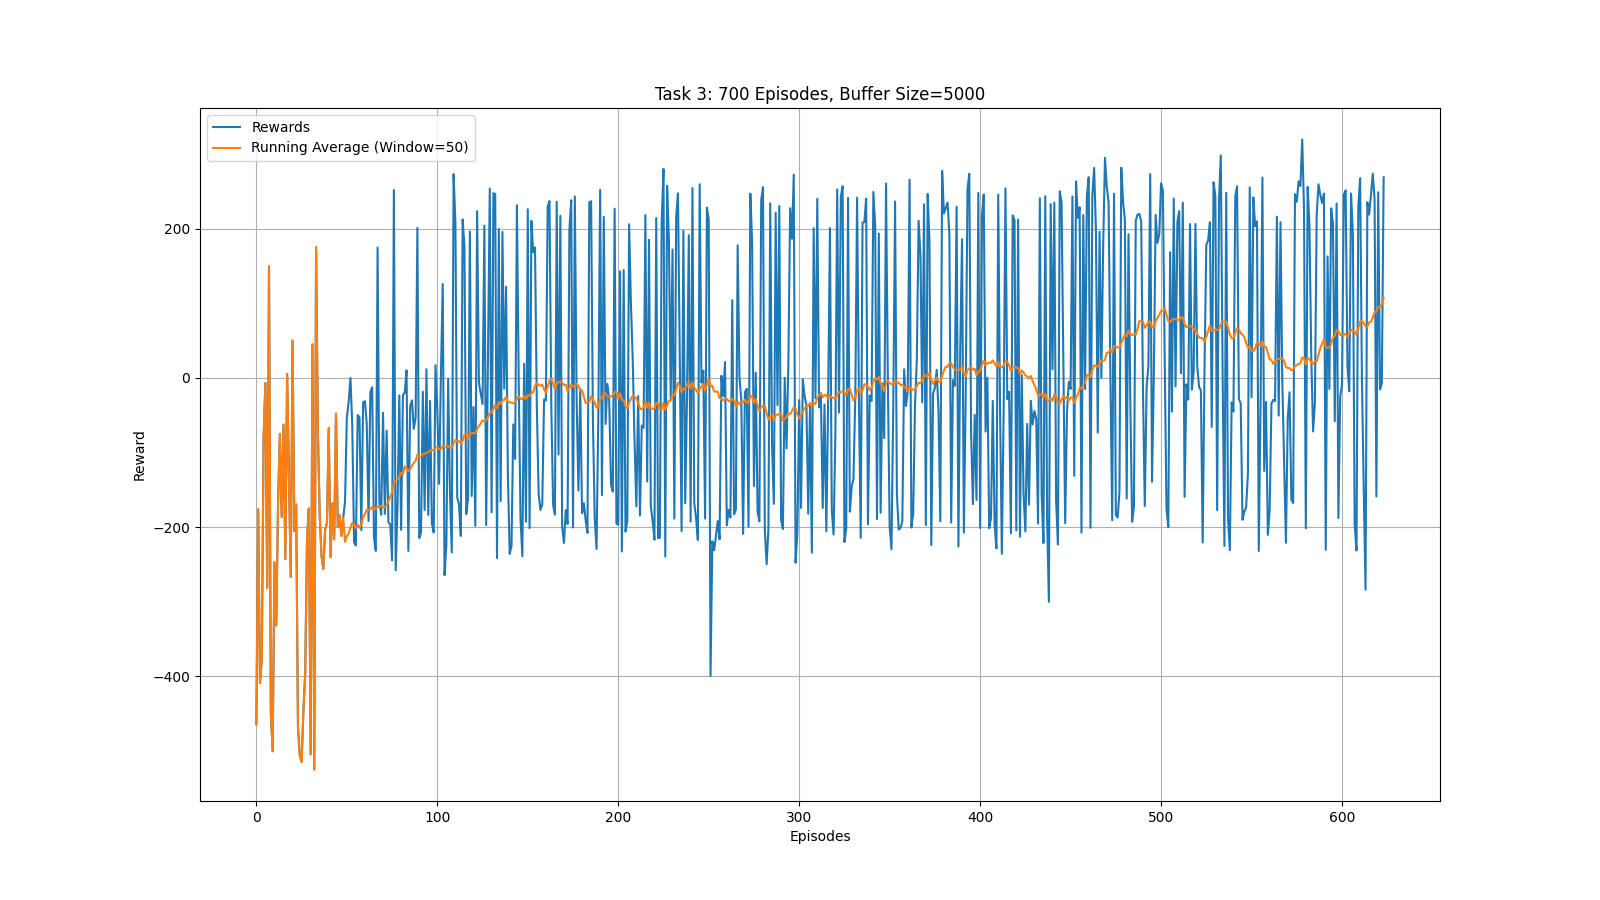 Task 3: 700 Episodes, Buffer Size=5000
Rewards
Running Average (Window=50)
200
0
−200
−400
Reward
0 100 200 300 400 500 600
Episodes